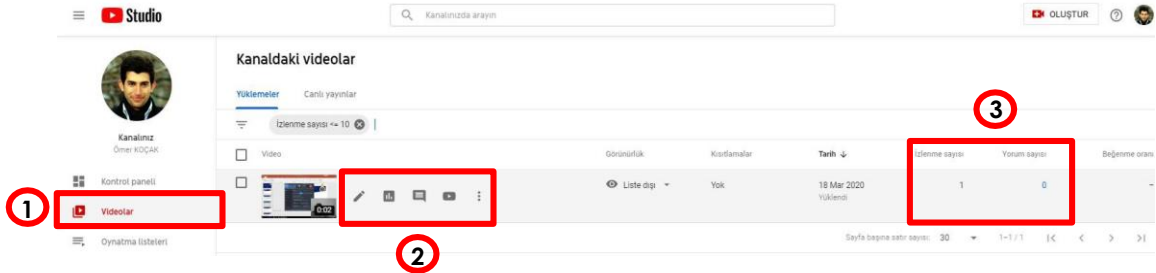 Studio
Kanalınızda arayın
OLUŞTUR
Kanaldaki videolar
Yüklemeler
Canlı yayınlar
İzlenme sayısı <= 10
Kanalınız
Ömer KOÇAK
Video
Görünürlük
Kısıtlamalar
Tarih
İzlenme sayısı
Yorum sayısı
Beğenme oranı
Kontrol paneli
Videolar
Oynatma listeleri
0:02
Liste dışı
Yok
18 Mar 2020
Yüklendi
1
0
–
Sayfa başına satır sayısı: 30
1–1 / 1
1
2
3